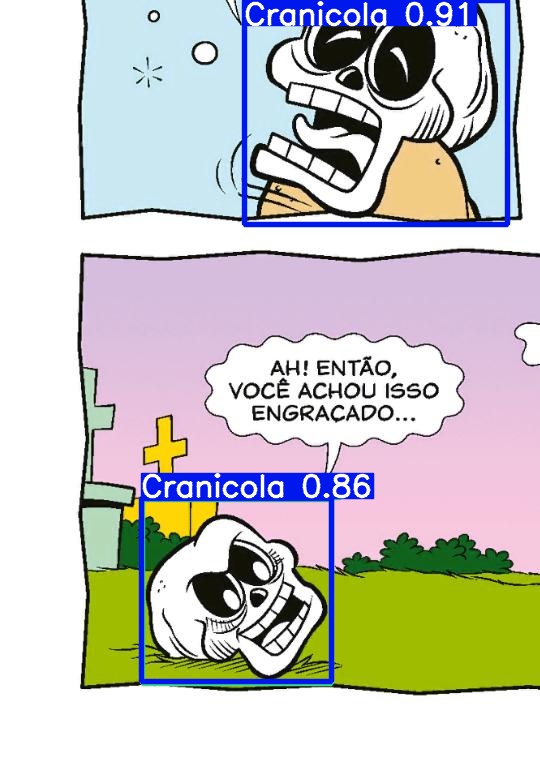 Cranicola 0.91
AH! ENTÃO,
VOCÊ ACHOU ISSO
ENGRAÇADO...
Cranicola 0.86